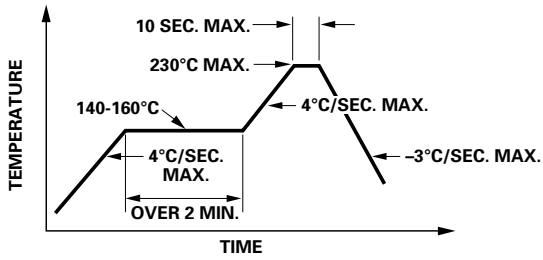 10 SEC. MAX.
230°C MAX.
140-160°C
4°C/SEC. MAX.
4°C/SEC.
MAX.
–3°C/SEC. MAX.
OVER 2 MIN.
TEMPERATURE
TIME